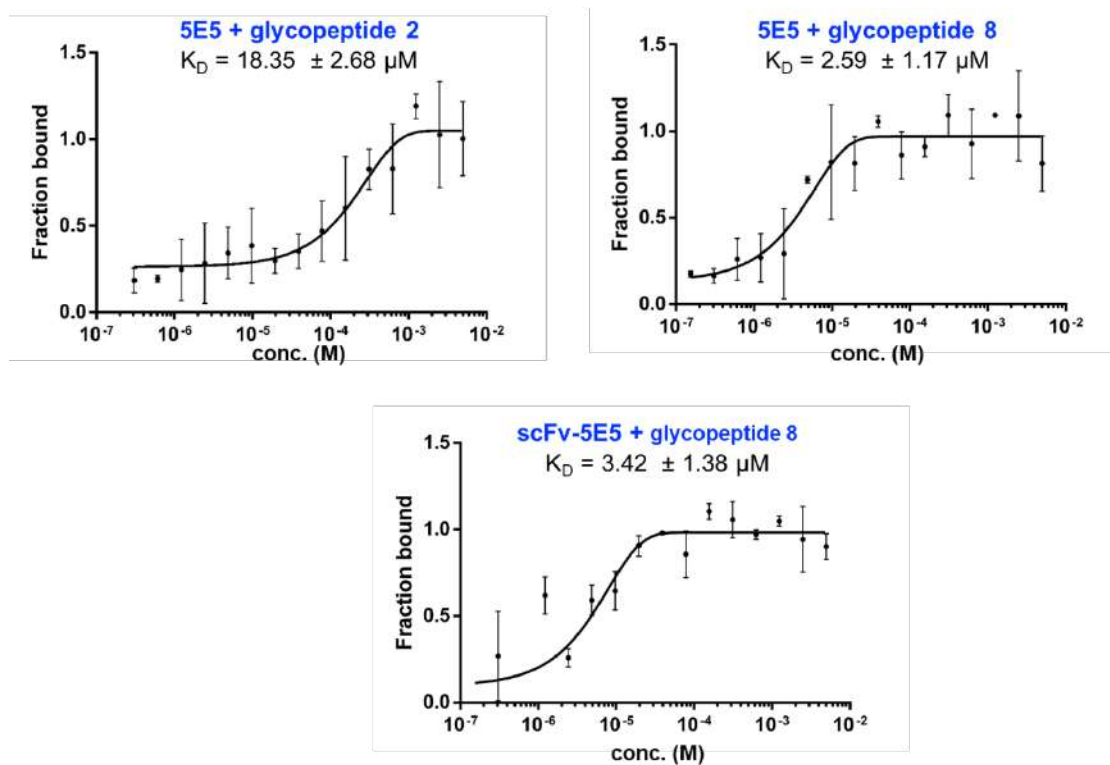 5E5 + glycopeptide 2
K_D = 18.35 ± 2.68 µM
Fraction bound
1.5
1.0
0.5
0.0
10⁻⁷ 10⁻⁶ 10⁻⁵ 10⁻⁴ 10⁻³ 10⁻²
conc. (M)
5E5 + glycopeptide 8
K_D = 2.59 ± 1.17 µM
Fraction bound
1.5
1.0
0.5
0.0
10⁻⁷ 10⁻⁶ 10⁻⁵ 10⁻⁴ 10⁻³ 10⁻²
conc. (M)
scFv-5E5 + glycopeptide 8
K_D = 3.42 ± 1.38 µM
Fraction bound
1.5
1.0
0.5
0.0
10⁻⁷ 10⁻⁶ 10⁻⁵ 10⁻⁴ 10⁻³ 10⁻²
conc. (M)